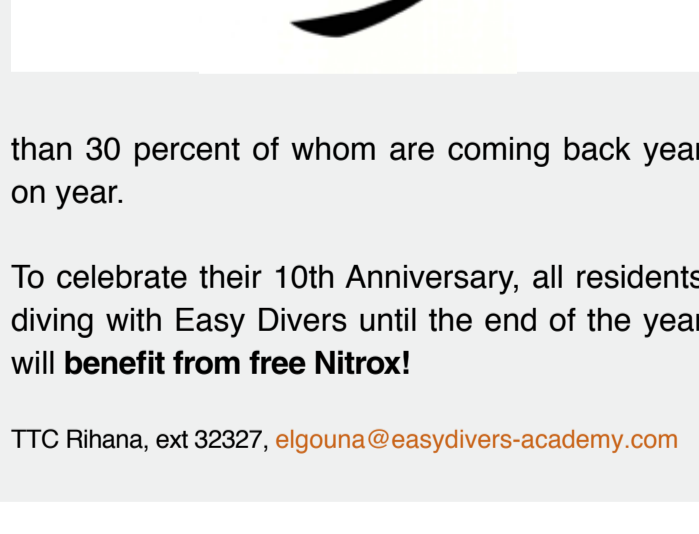 than 30 percent of whom are coming back year
on year.
To celebrate their 10th Anniversary, all residents
diving with Easy Divers until the end of the year
will benefit from free Nitrox!
TTC Rihana, ext 32327, elgouna@easydivers-academy.com